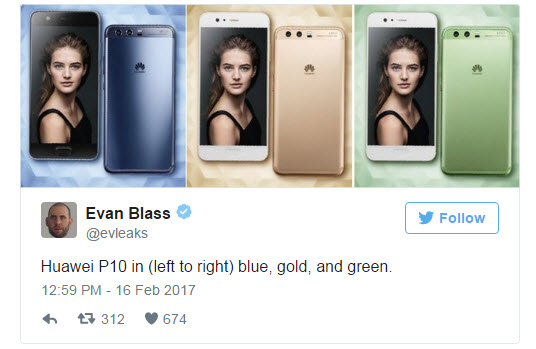 HUAWEI
HUAWEI
HUAWEI
Evan Blass
Follow
@evleaks
Huawei P10 in (left to right) blue, gold, and green.
12:59 PM - 16 Feb 2017
312
674